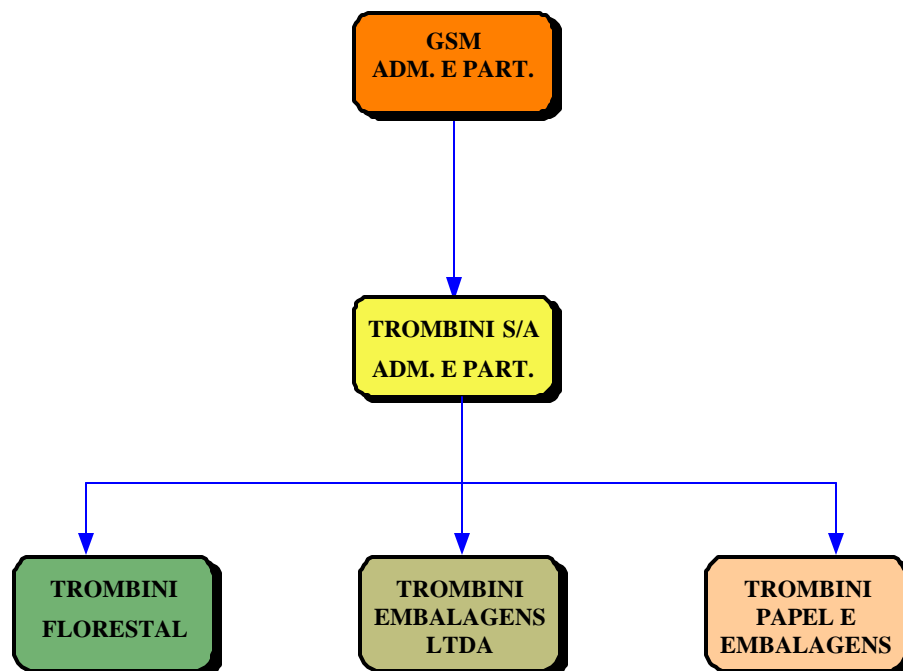 GSM
ADM. E PART.
TROMBINI S/A
ADM. E PART.
TROMBINI
FLORESTAL
TROMBINI
EMBALAGENS
LTDA
TROMBINI
PAPEL E
EMBALAGENS